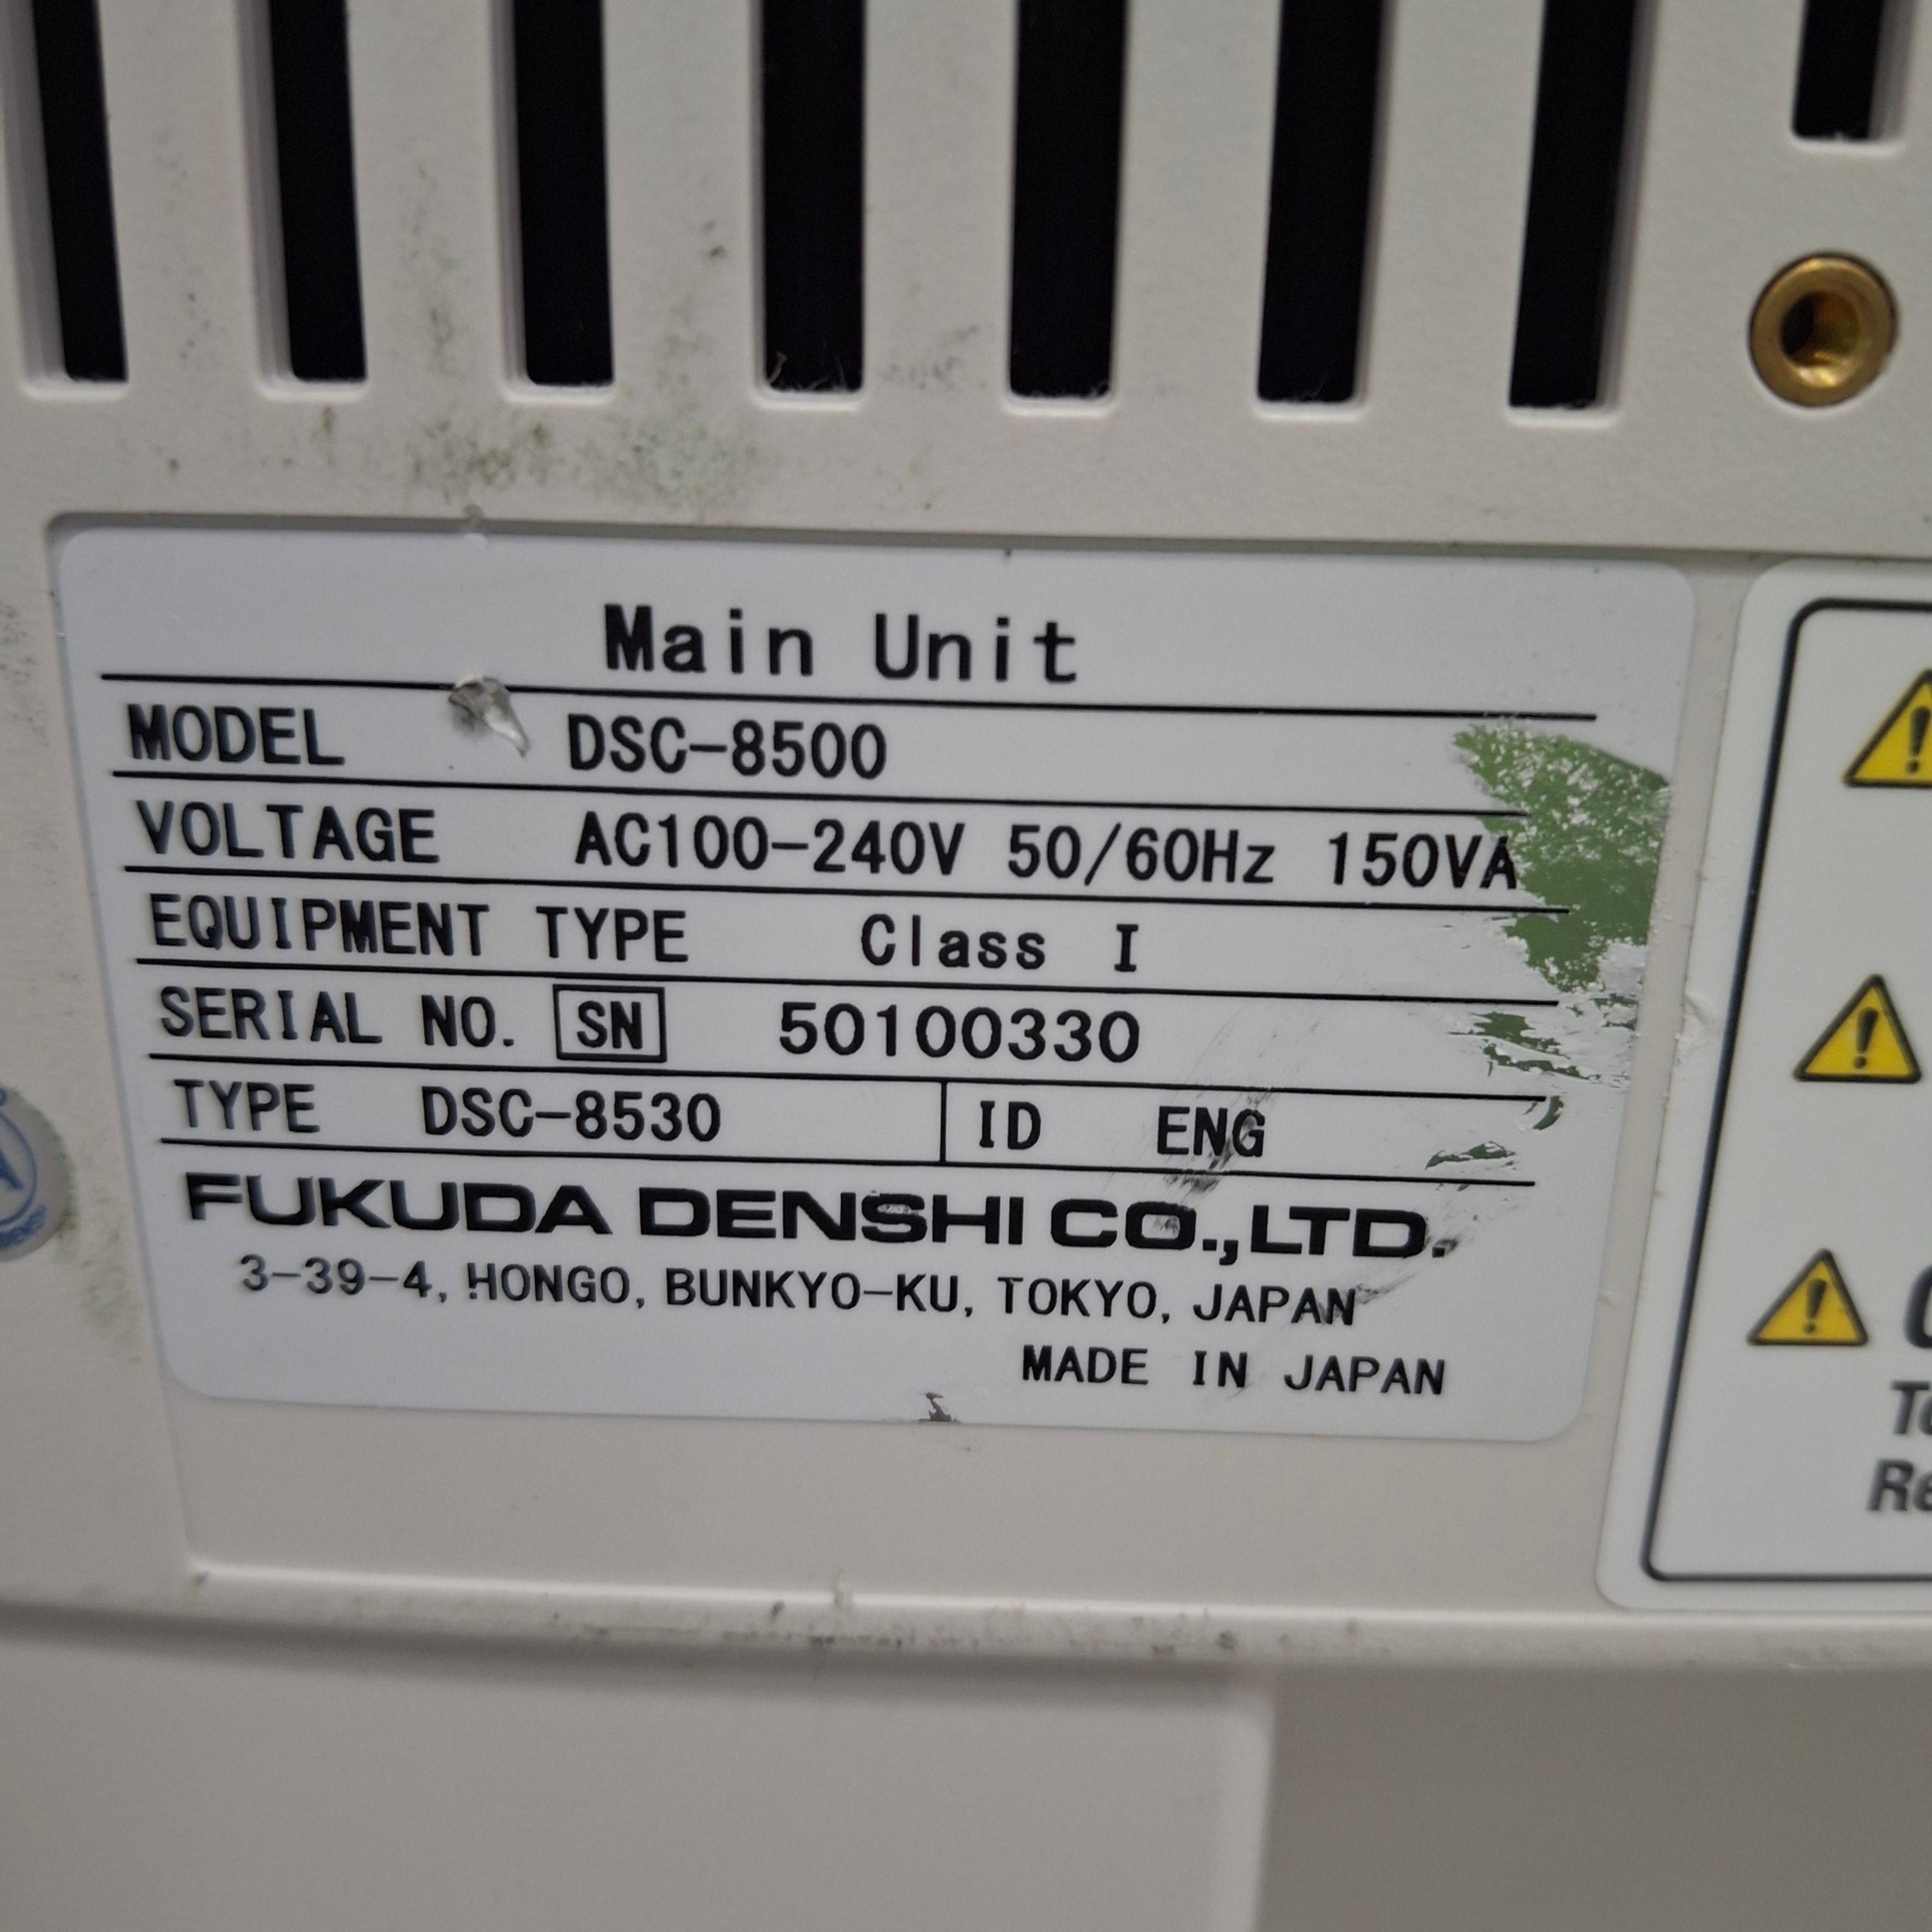 Main Unit
MODEL DSC-8500
VOLTAGE AC100-240V 50/60Hz 150VA
EQUIPMENT TYPE Class I
SERIAL NO. SN 50100330
TYPE DSC-8530 ID ENG
FUKUDA DENSHI CO.,LTD.
3-39-4, HONGO, BUNKYO-KU, TOKYO, JAPAN
MADE IN JAPAN